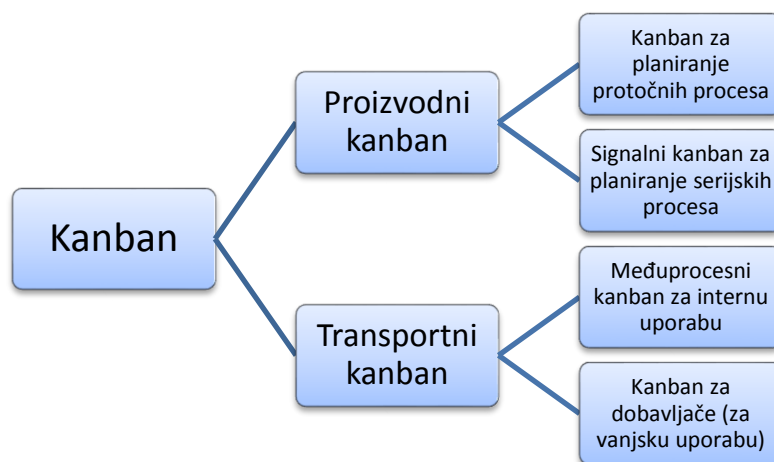 Kanban
Proizvodni
kanban
Kanban za
planiranje
protočnih procesa
Signalni kanban za
planiranje serijskih
procesa
Transportni
kanban
Međuprocesni
kanban za internu
uporabu
Kanban za
dobavljače (za
vanjsku uporabu)